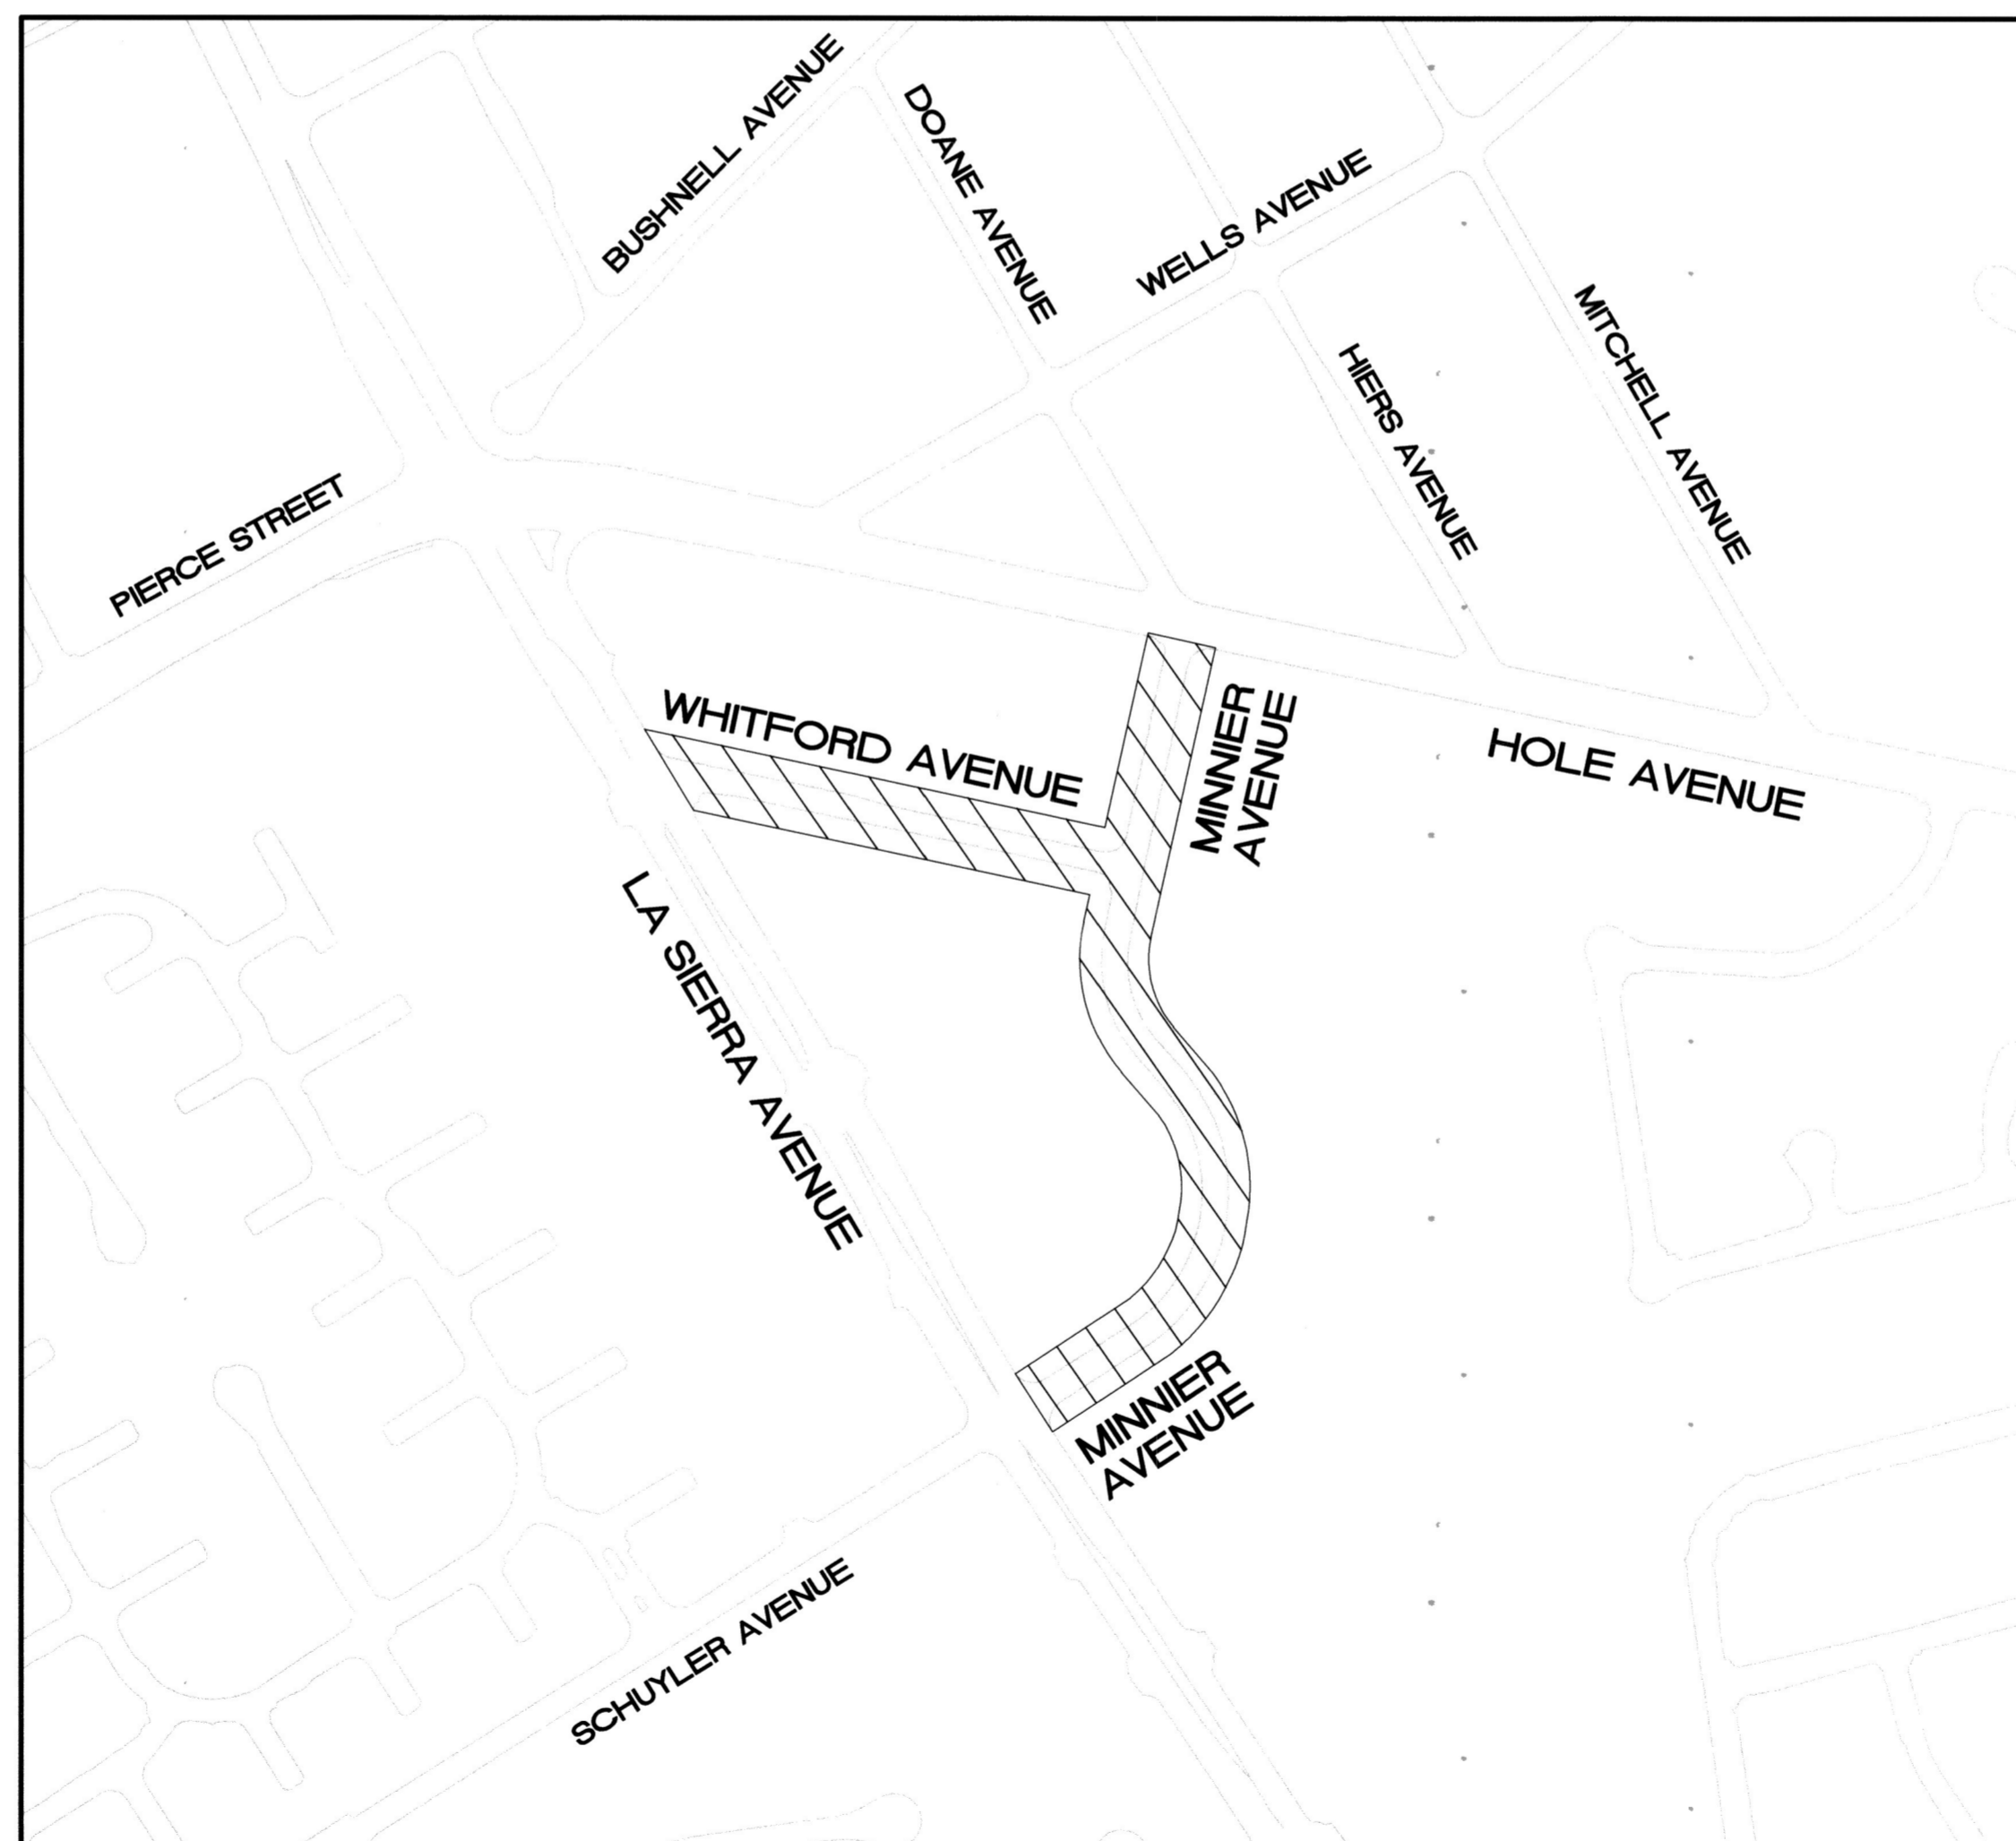 BUSHNELL AVENUE
DOANE AVENUE
WELLS AVENUE
MITCHELL AVENUE
HIERS AVENUE
PIERCE STREET
WHITFORD AVENUE
MINNIER
AVENUE
HOLE AVENUE
LA SIERRA AVENUE
MINNIER
AVENUE
SCHUYLER AVENUE